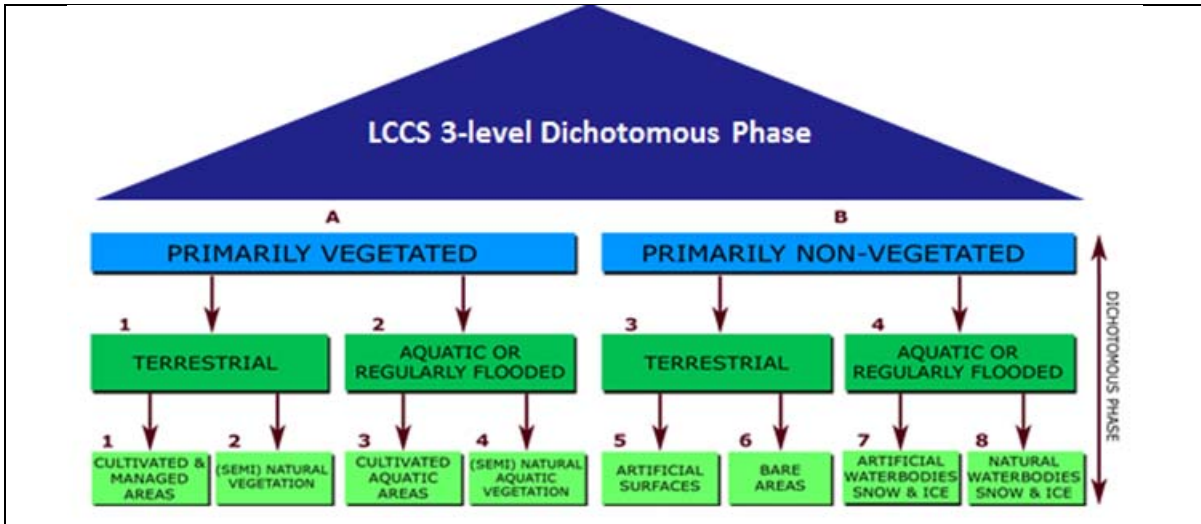 LCCS 3-level Dichotomous Phase
A
B
PRIMARILY VEGETATED
PRIMARILY NON-VEGETATED
1
2
3
4
TERRESTRIAL
AQUATIC OR
REGULARLY FLOODED
TERRESTRIAL
AQUATIC OR
REGULARLY FLOODED
1
2
3
4
5
6
7
8
CULTIVATED &
MANAGED
AREAS
(SEMI) NATURAL
VEGETATION
CULTIVATED
AQUATIC
AREAS
(SEMI) NATURAL
AQUATIC
VEGETATION
ARTIFICIAL
SURFACES
BARE
AREAS
ARTIFICIAL
WATERBODIES
SNOW & ICE
NATURAL
WATERBODIES
SNOW & ICE
DICHOTOMOUS PHASE